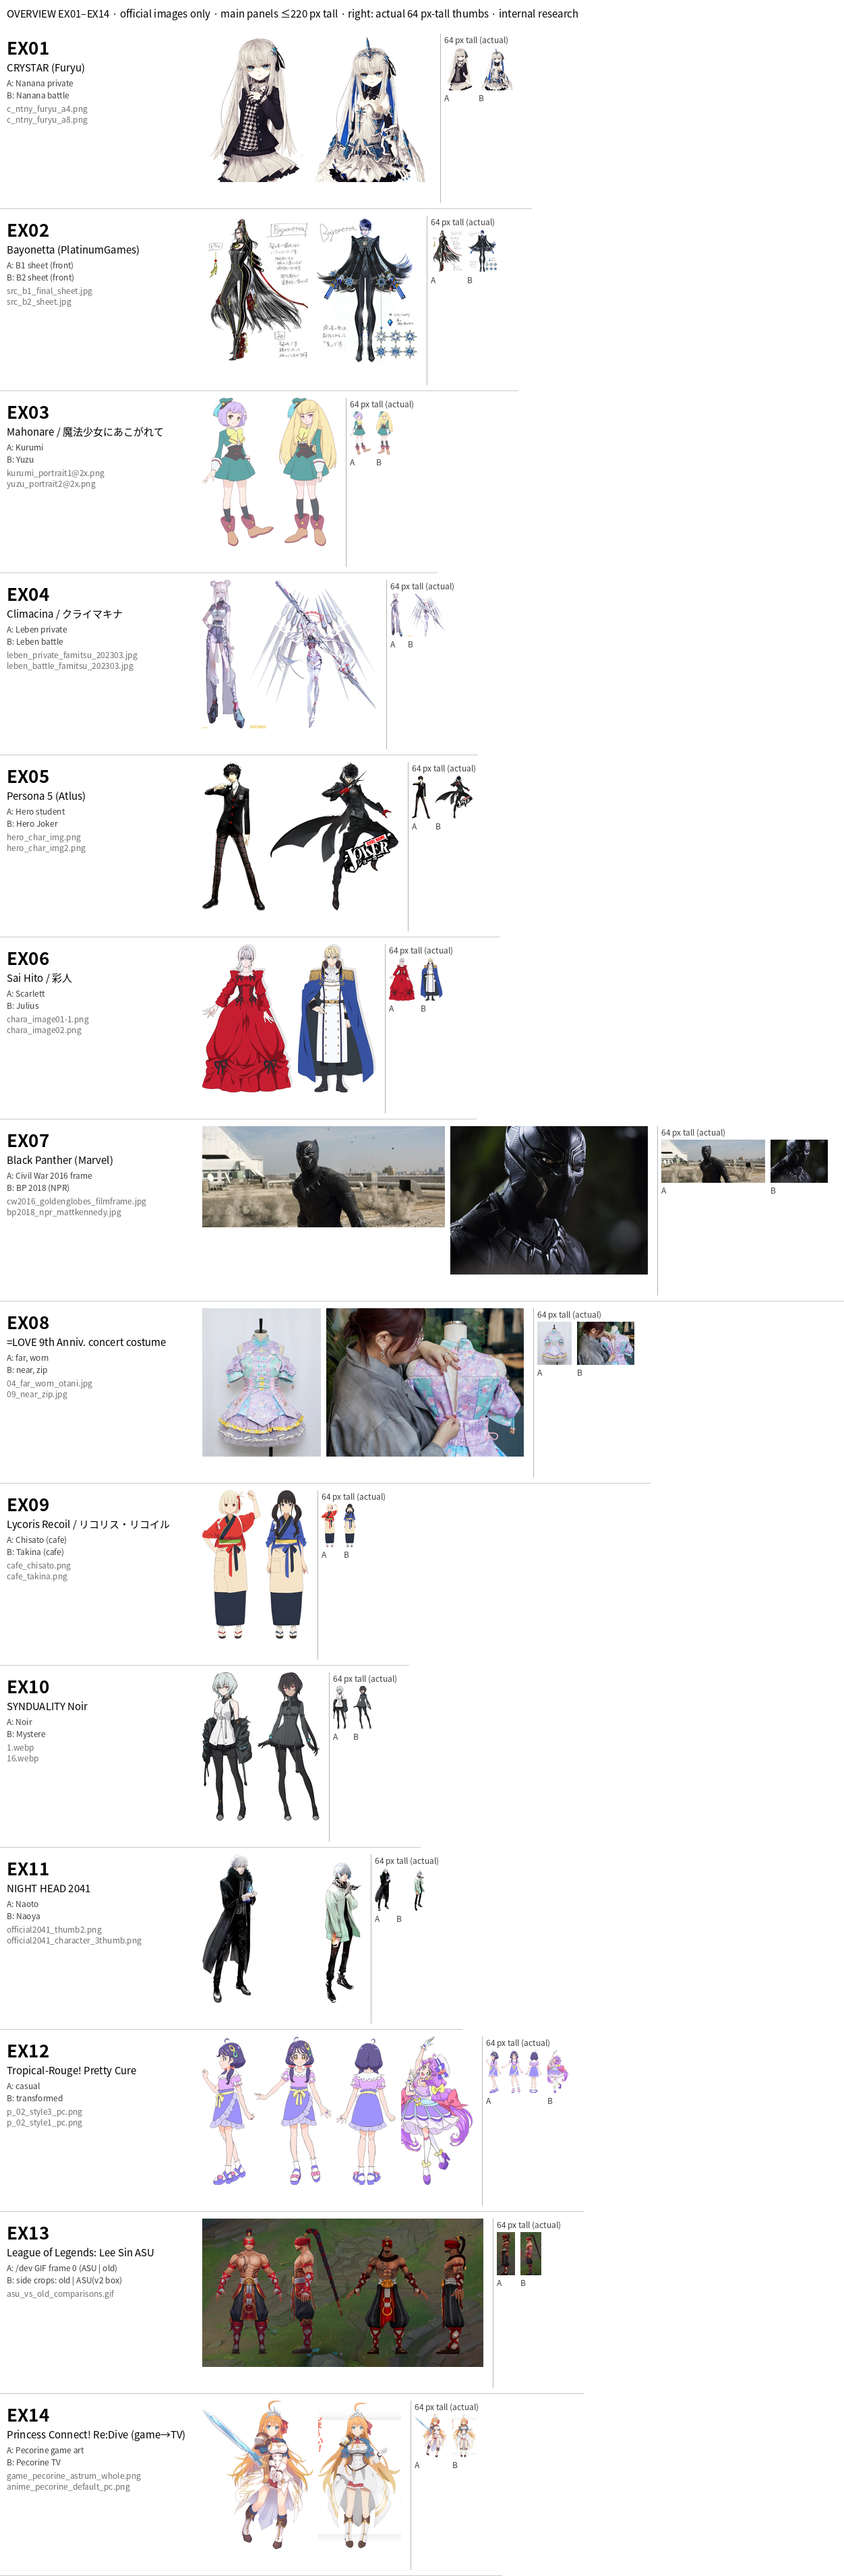 OVERVIEW EX01–EX14 · official images only · main panels ≤220 px tall · right: actual 64 px-tall thumbs · internal research
EX01
CRYSTAR (Furyu)
A: Nanana private
B: Nanana battle
c_ntny_furyu_a4.png
c_ntny_furyu_a8.png
64 px tall (actual)
A
B
EX02
Bayonetta (PlatinumGames)
A: B1 sheet (front)
B: B2 sheet (front)
src_b1_final_sheet.jpg
src_b2_sheet.jpg
Bayonetta
Bayonetta
64 px tall (actual)
A
B
EX03
Mahonare / 魔法少女にあこがれて
A: Kurumi
B: Yuzu
kurumi_portrait1@2x.png
yuzu_portrait2@2x.png
64 px tall (actual)
A
B
EX04
Climacina / クライマキナ
A: Leben private
B: Leben battle
leben_private_famitsu_202303.jpg
leben_battle_famitsu_202303.jpg
64 px tall (actual)
A
B
EX05
Persona 5 (Atlus)
A: Hero student
B: Hero Joker
hero_char_img.png
hero_char_img2.png
JOKER
64 px tall (actual)
A
B
EX06
Sai Hito / 彩人
A: Scarlett
B: Julius
chara_image01-1.png
chara_image02.png
64 px tall (actual)
A
B
EX07
Black Panther (Marvel)
A: Civil War 2016 frame
B: BP 2018 (NPR)
cw2016_goldenglobes_filmframe.jpg
bp2018_npr_mattkennedy.jpg
64 px tall (actual)
A
B
EX08
=LOVE 9th Anniv. concert costume
A: far, worn
B: near, zip
04_far_worn_otani.jpg
09_near_zip.jpg
64 px tall (actual)
A
B
EX09
Lycoris Recoil / リコリス・リコイル
A: Chisato (cafe)
B: Takina (cafe)
cafe_chisato.png
cafe_takina.png
64 px tall (actual)
A
B
EX10
SYNDUALITY Noir
A: Noir
B: Mystere
1.webp
16.webp
64 px tall (actual)
A
B
EX11
NIGHT HEAD 2041
A: Naoto
B: Naoya
official2041_thumb2.png
official2041_character_3thumb.png
64 px tall (actual)
A
B
EX12
Tropical-Rouge! Pretty Cure
A: casual
B: transformed
p_02_style3_pc.png
p_02_style1_pc.png
64 px tall (actual)
A
B
EX13
League of Legends: Lee Sin ASU
A: /dev GIF frame 0 (ASU | old)
B: side crops: old | ASU(v2 box)
asu_vs_old_comparisons.gif
64 px tall (actual)
A
B
EX14
Princess Connect! Re:Dive (game→TV)
A: Pecorine game art
B: Pecorine TV
game_pecorine_astrum_whole.png
anime_pecorine_default_pc.png
64 px tall (actual)
A
B